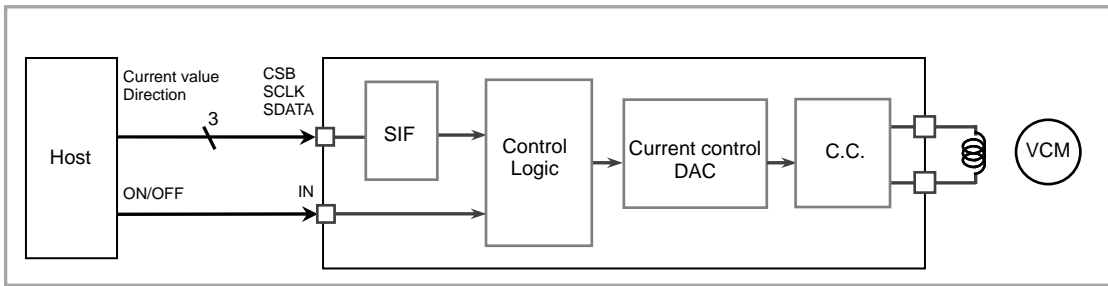 Host
Current value
Direction
3
CSB
SCLK
SDATA
ON/OFF
IN
SIF
Control
Logic
Current control
DAC
C.C.
VCM